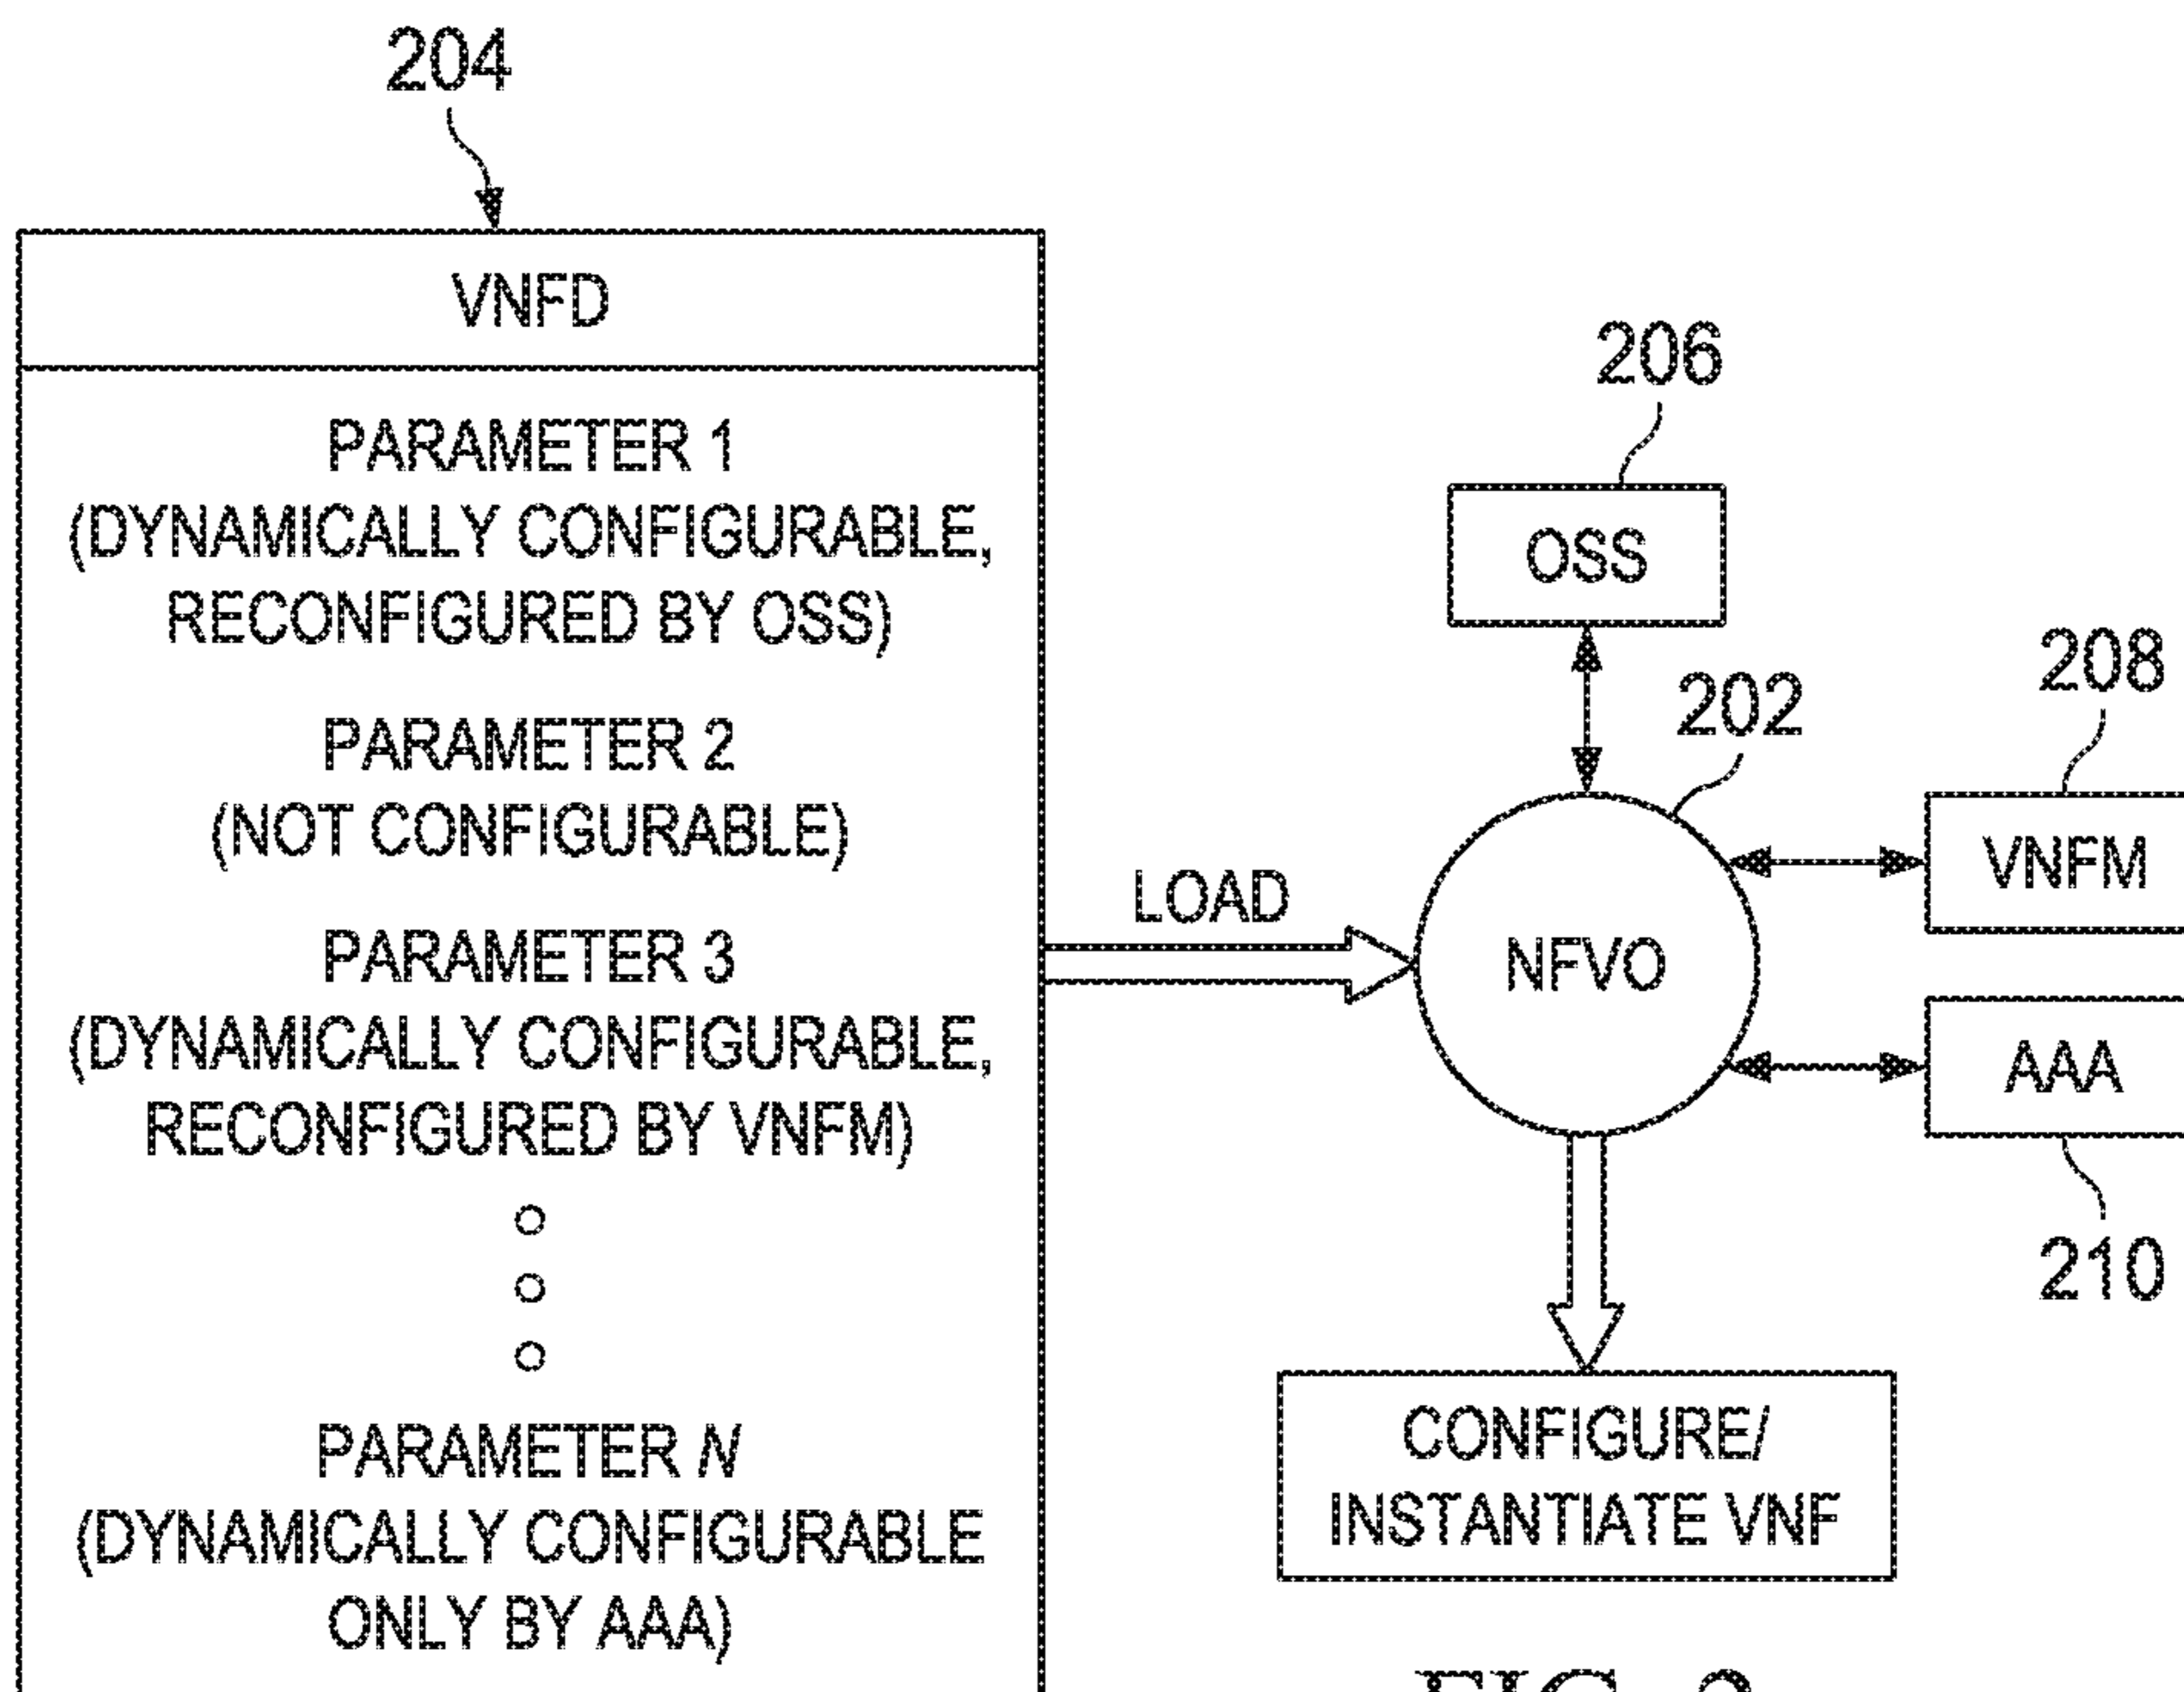 204
VNFD
PARAMETER 1
(DYNAMICALLY CONFIGURABLE,
RECONFIGURED BY OSS)
PARAMETER 2
(NOT CONFIGURABLE)
PARAMETER 3
(DYNAMICALLY CONFIGURABLE,
RECONFIGURED BY VNFM)
PARAMETER N
(DYNAMICALLY CONFIGURABLE
ONLY BY AAA)
LOAD
206
OSS
202
NFVO
208
VNFM
AAA
210
CONFIGURE/
INSTANTIATE VNF